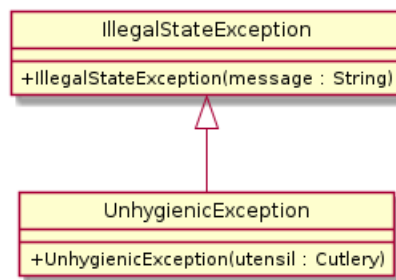 IllegalStateException
+IllegalStateException(message : String)
UnhygienicException
+UnhygienicException(utensil : Cutlery)